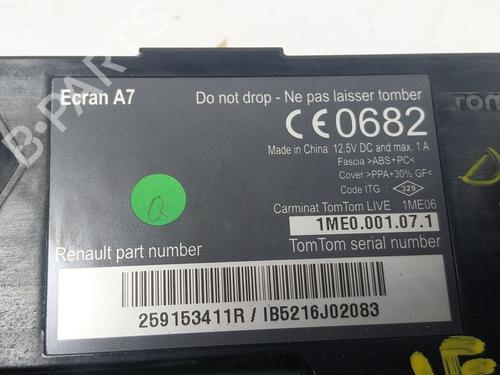 Ecran A7
Do not drop - Ne pas laisser tomber
CE0682
Made in China 12.5V DC and max. 1 A
Fascia >ABS+PC<
Cover >PPA+30% GF<
Code ITG : 329
Carminat TomTom LIVE 1ME06
1ME0.001.07.1
Renault part number
TomTom serial number
259153411R / IB5216J02083
B-PARTS
TOM
a